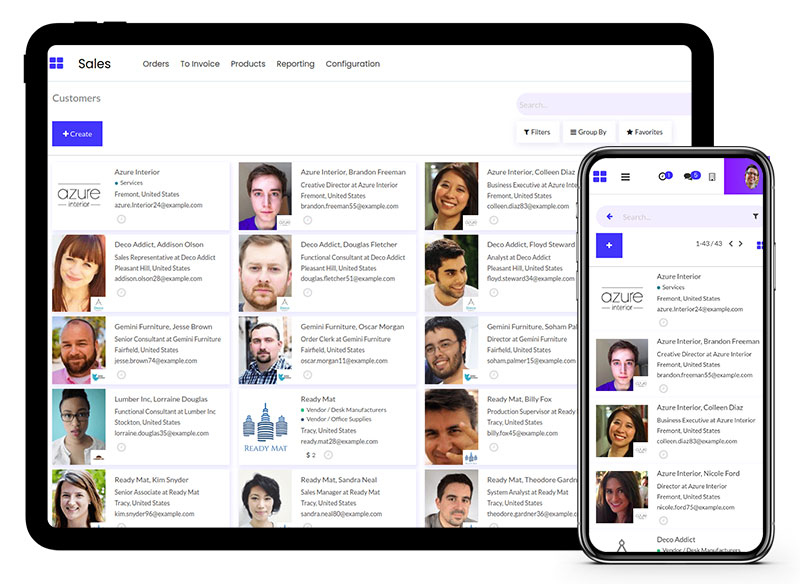 Sales
Orders To Invoice Products Reporting Configuration
Customers
Search...
Create
Filters Group By Favorites
azure
interior
Azure Interior
Services
Fremont, United States
azure.Interior24@example.com
Azure Interior, Brandon Freeman
Creative Director at Azure Interior
Fremont, United States
brandon.freeman55@example.com
Azure Interior, Colleen Diaz
Business Executive at Azure Interior
Fremont, United States
colleen.diaz83@example.com
Deco Addict, Addison Olson
Sales Representative at Deco Addict
Pleasant Hill, United States
addison.olson28@example.com
Deco Addict, Douglas Fletcher
Functional Consultant at Deco Addict
Pleasant Hill, United States
douglas.fletcher51@example.com
Deco Addict, Floyd Steward
Analyst at Deco Addict
Pleasant Hill, United States
floyd.steward34@example.com
Gemini Furniture, Jesse Brown
Senior Consultant at Gemini Furniture
Fairfield, United States
jesse.brown74@example.com
Gemini Furniture, Oscar Morgan
Order Clerk at Gemini Furniture
Fairfield, United States
oscar.morgan11@example.com
Gemini Furniture, Soham Pal
Director at Gemini Furniture
Fairfield, United States
soham.palmer15@example.com
Lumber Inc, Lorraine Douglas
Functional Consultant at Lumber Inc
Stockton, United States
lorraine.douglas35@example.com
READY MAT
Ready Mat
Vendor / Desk Manufacturers
Vendor / Office Supplies
Tracy, United States
ready.mat28@example.com
$ 2
Ready Mat, Billy Fox
Production Supervisor at Ready Mat
Tracy, United States
billy.fox45@example.com
Ready Mat, Kim Snyder
Senior Associate at Ready Mat
Tracy, United States
kim.snyder96@example.com
Ready Mat, Sandra Neal
Sales Manager at Ready Mat
Tracy, United States
sandra.neal80@example.com
Ready Mat, Theodore Gardn
System Analyst at Ready Mat
Tracy, United States
theodore.gardner36@example.com
1 5
Search...
1-43 / 43
azure
interior
Azure Interior
Services
Fremont, United States
azure.Interior24@example.com
Azure Interior, Brandon Freeman
Creative Director at Azure Interior
Fremont, United States
brandon.freeman55@example.com
Azure Interior, Colleen Diaz
Business Executive at Azure Interior
Fremont, United States
colleen.diaz83@example.com
Azure Interior, Nicole Ford
Director at Azure Interior
Fremont, United States
nicole.ford75@example.com
Deco Addict
Vendor / Desk Manufacturers